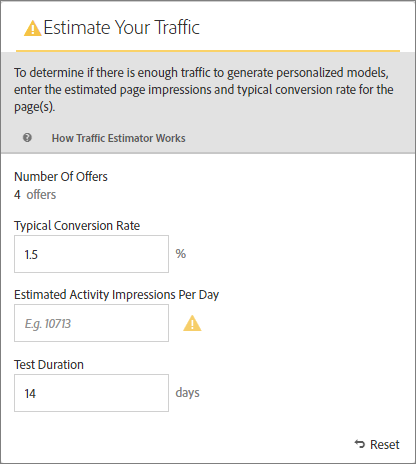 Estimate Your Traffic
To determine if there is enough traffic to generate personalized models,
enter the estimated page impressions and typical conversion rate for the
page(s).
? How Traffic Estimator Works
Number Of Offers
4 offers
Typical Conversion Rate
1.5 %
Estimated Activity Impressions Per Day
E.g. 10713
Test Duration
14 days
Reset